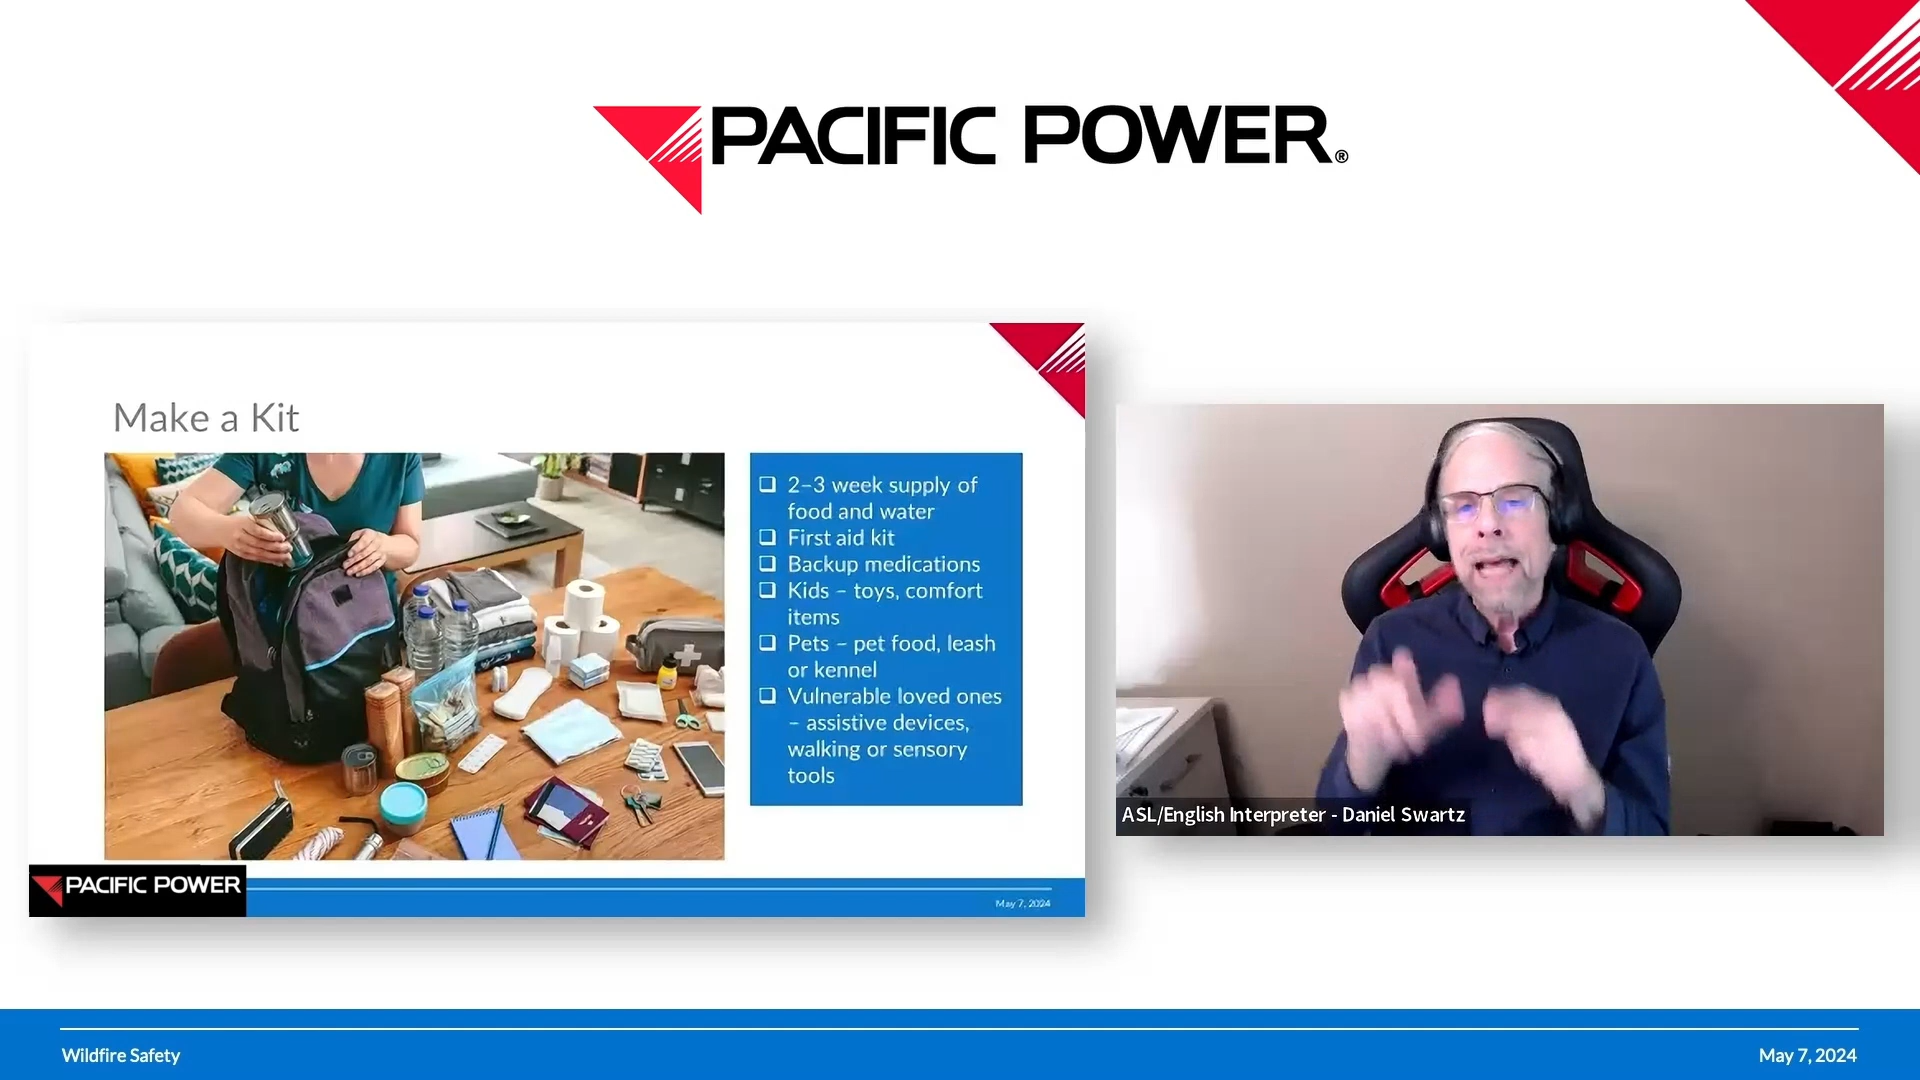 PACIFIC POWER®
Make a Kit
❑ 2–3 week supply of
food and water
❑ First aid kit
❑ Backup medications
❑ Kids – toys, comfort
items
❑ Pets – pet food, leash
or kennel
❑ Vulnerable loved ones
– assistive devices,
walking or sensory
tools
PACIFIC POWER
May 7, 2024
ASL/English Interpreter - Daniel Swartz
Wildfire Safety
May 7, 2024